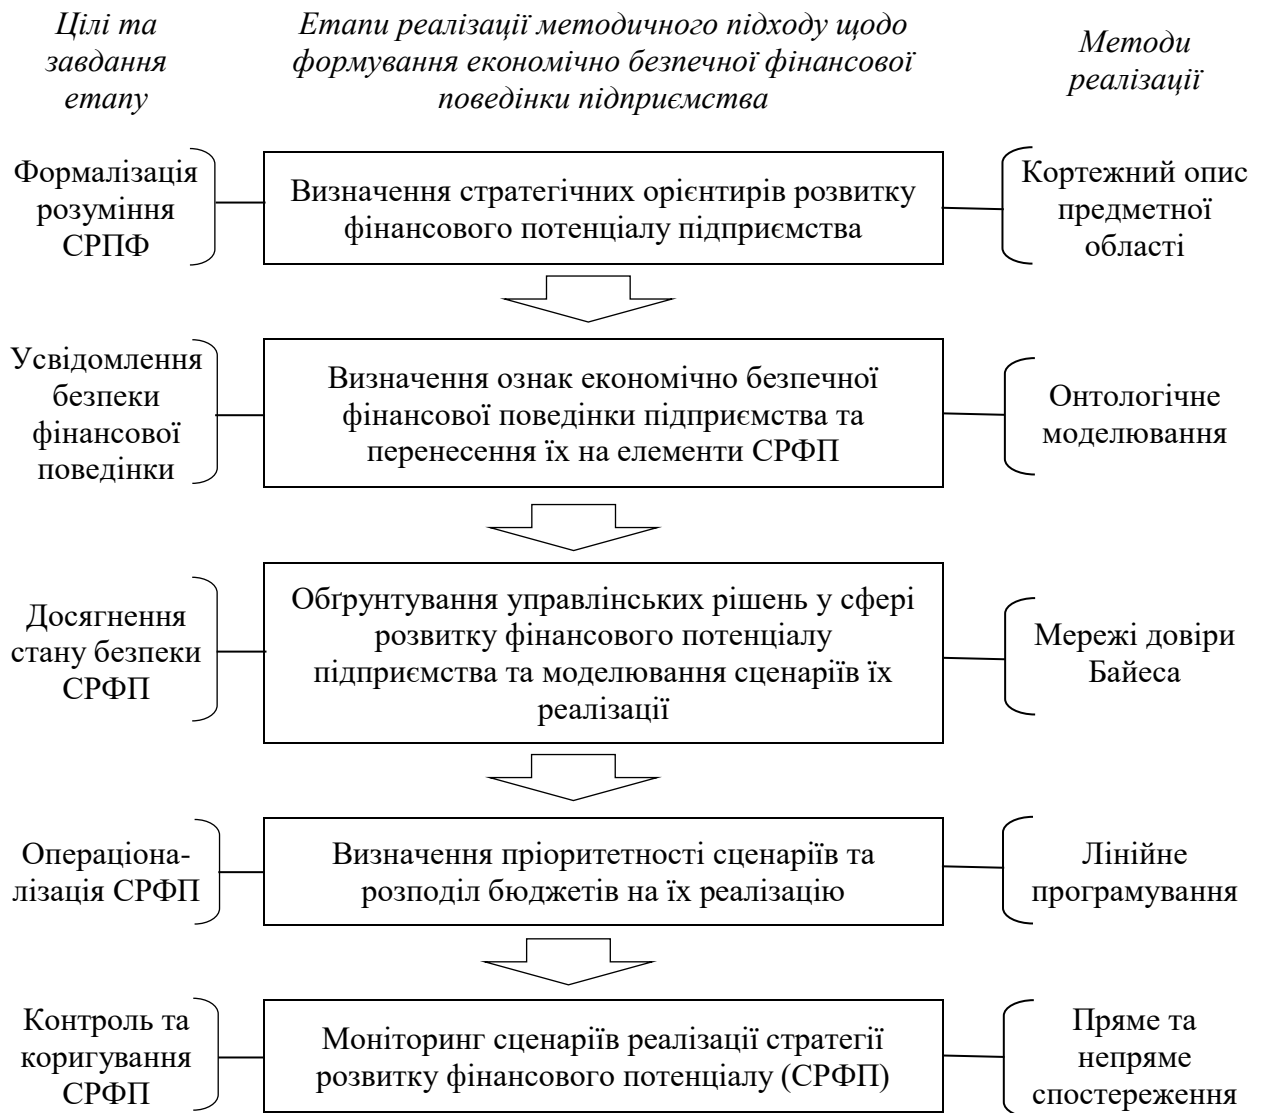 Цілі та
завдання
етапу
Етапи реалізації методичного підходу щодо
формування економічно безпечної фінансової
поведінки підприємства
Методи
реалізації
Формалізація
розуміння
СРПФ
Визначення стратегічних орієнтирів розвитку
фінансового потенціалу підприємства
Кортежний опис
предметної
області
Усвідомлення
безпеки
фінансової
поведінки
Визначення ознак економічно безпечної
фінансової поведінки підприємства та
перенесення їх на елементи СРФП
Онтологічне
моделювання
Досягнення
стану безпеки
СРФП
Обґрунтування управлінських рішень у сфері
розвитку фінансового потенціалу
підприємства та моделювання сценаріїв їх
реалізації
Мережі довіри
Байеса
Операціона-
лізація СРФП
Визначення пріоритетності сценаріїв та
розподіл бюджетів на їх реалізацію
Лінійне
програмування
Контроль та
коригування
СРФП
Моніторинг сценаріїв реалізації стратегії
розвитку фінансового потенціалу (СРФП)
Пряме та
непряме
спостереження